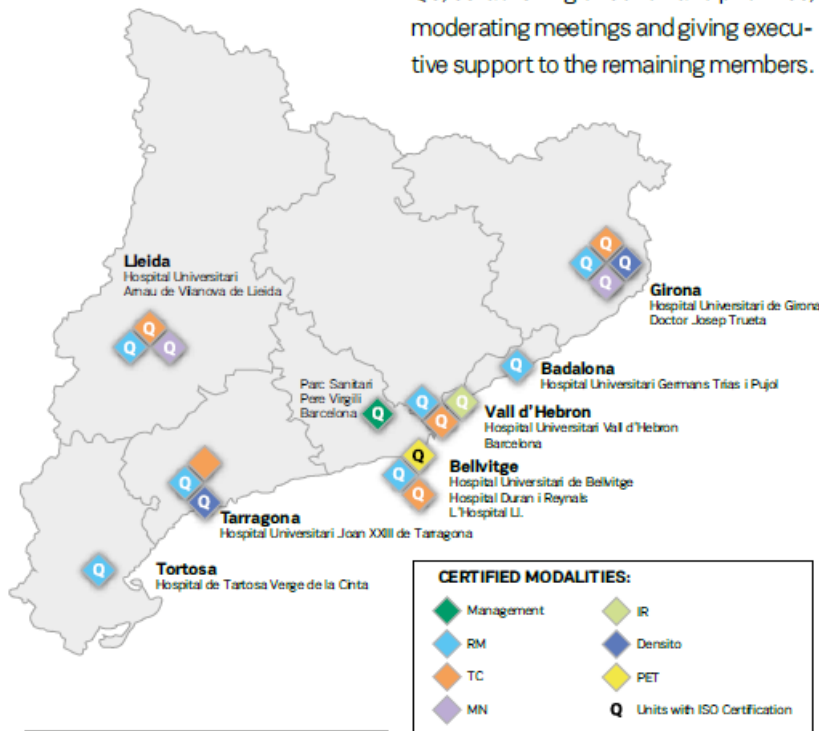 moderating meetings and giving execu-
tive support to the remaining members.
Lleida
Hospital Universitari
Arnau de Vilanova de Lleida
Q
Q
Q
Q
Q
Q
Q
Girona
Hospital Universitari de Girona
Doctor Josep Trueta
Q
Badalona
Hospital Universitari Germans Trias i Pujol
Parc Sanitari
Pere Virgili
Barcelona
Q
Q
Q
Q
Vall d'Hebron
Hospital Universitari Vall d'Hebron
Barcelona
Q
Q
Q
Bellvitge
Hospital Universitari de Bellvitge
Hospital Duran i Reynals
L'Hospital Ll.
Q
Q
Tarragona
Hospital Universitari Joan XXIII de Tarragona
Q
Tortosa
Hospital de Tartosa Verge de la Cinta
CERTIFIED MODALITIES:
Management
IR
RM
Densito
TC
PET
MN
Q Units with ISO Certification